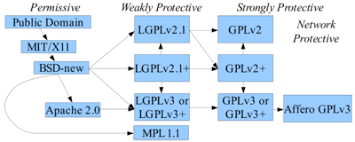 Permissive Weakly Protective Strongly Protective
Public Domain
LGPLv2.1 GPLv2 Network
Protective
MIT/X11
BSD-new LGPLv2.1+ GPLv2+
Apache 2.0 LGPLv3 or
LGPLv3+ GPLv3 or
GPLv3+ Affero GPLv3
MPL 1.1